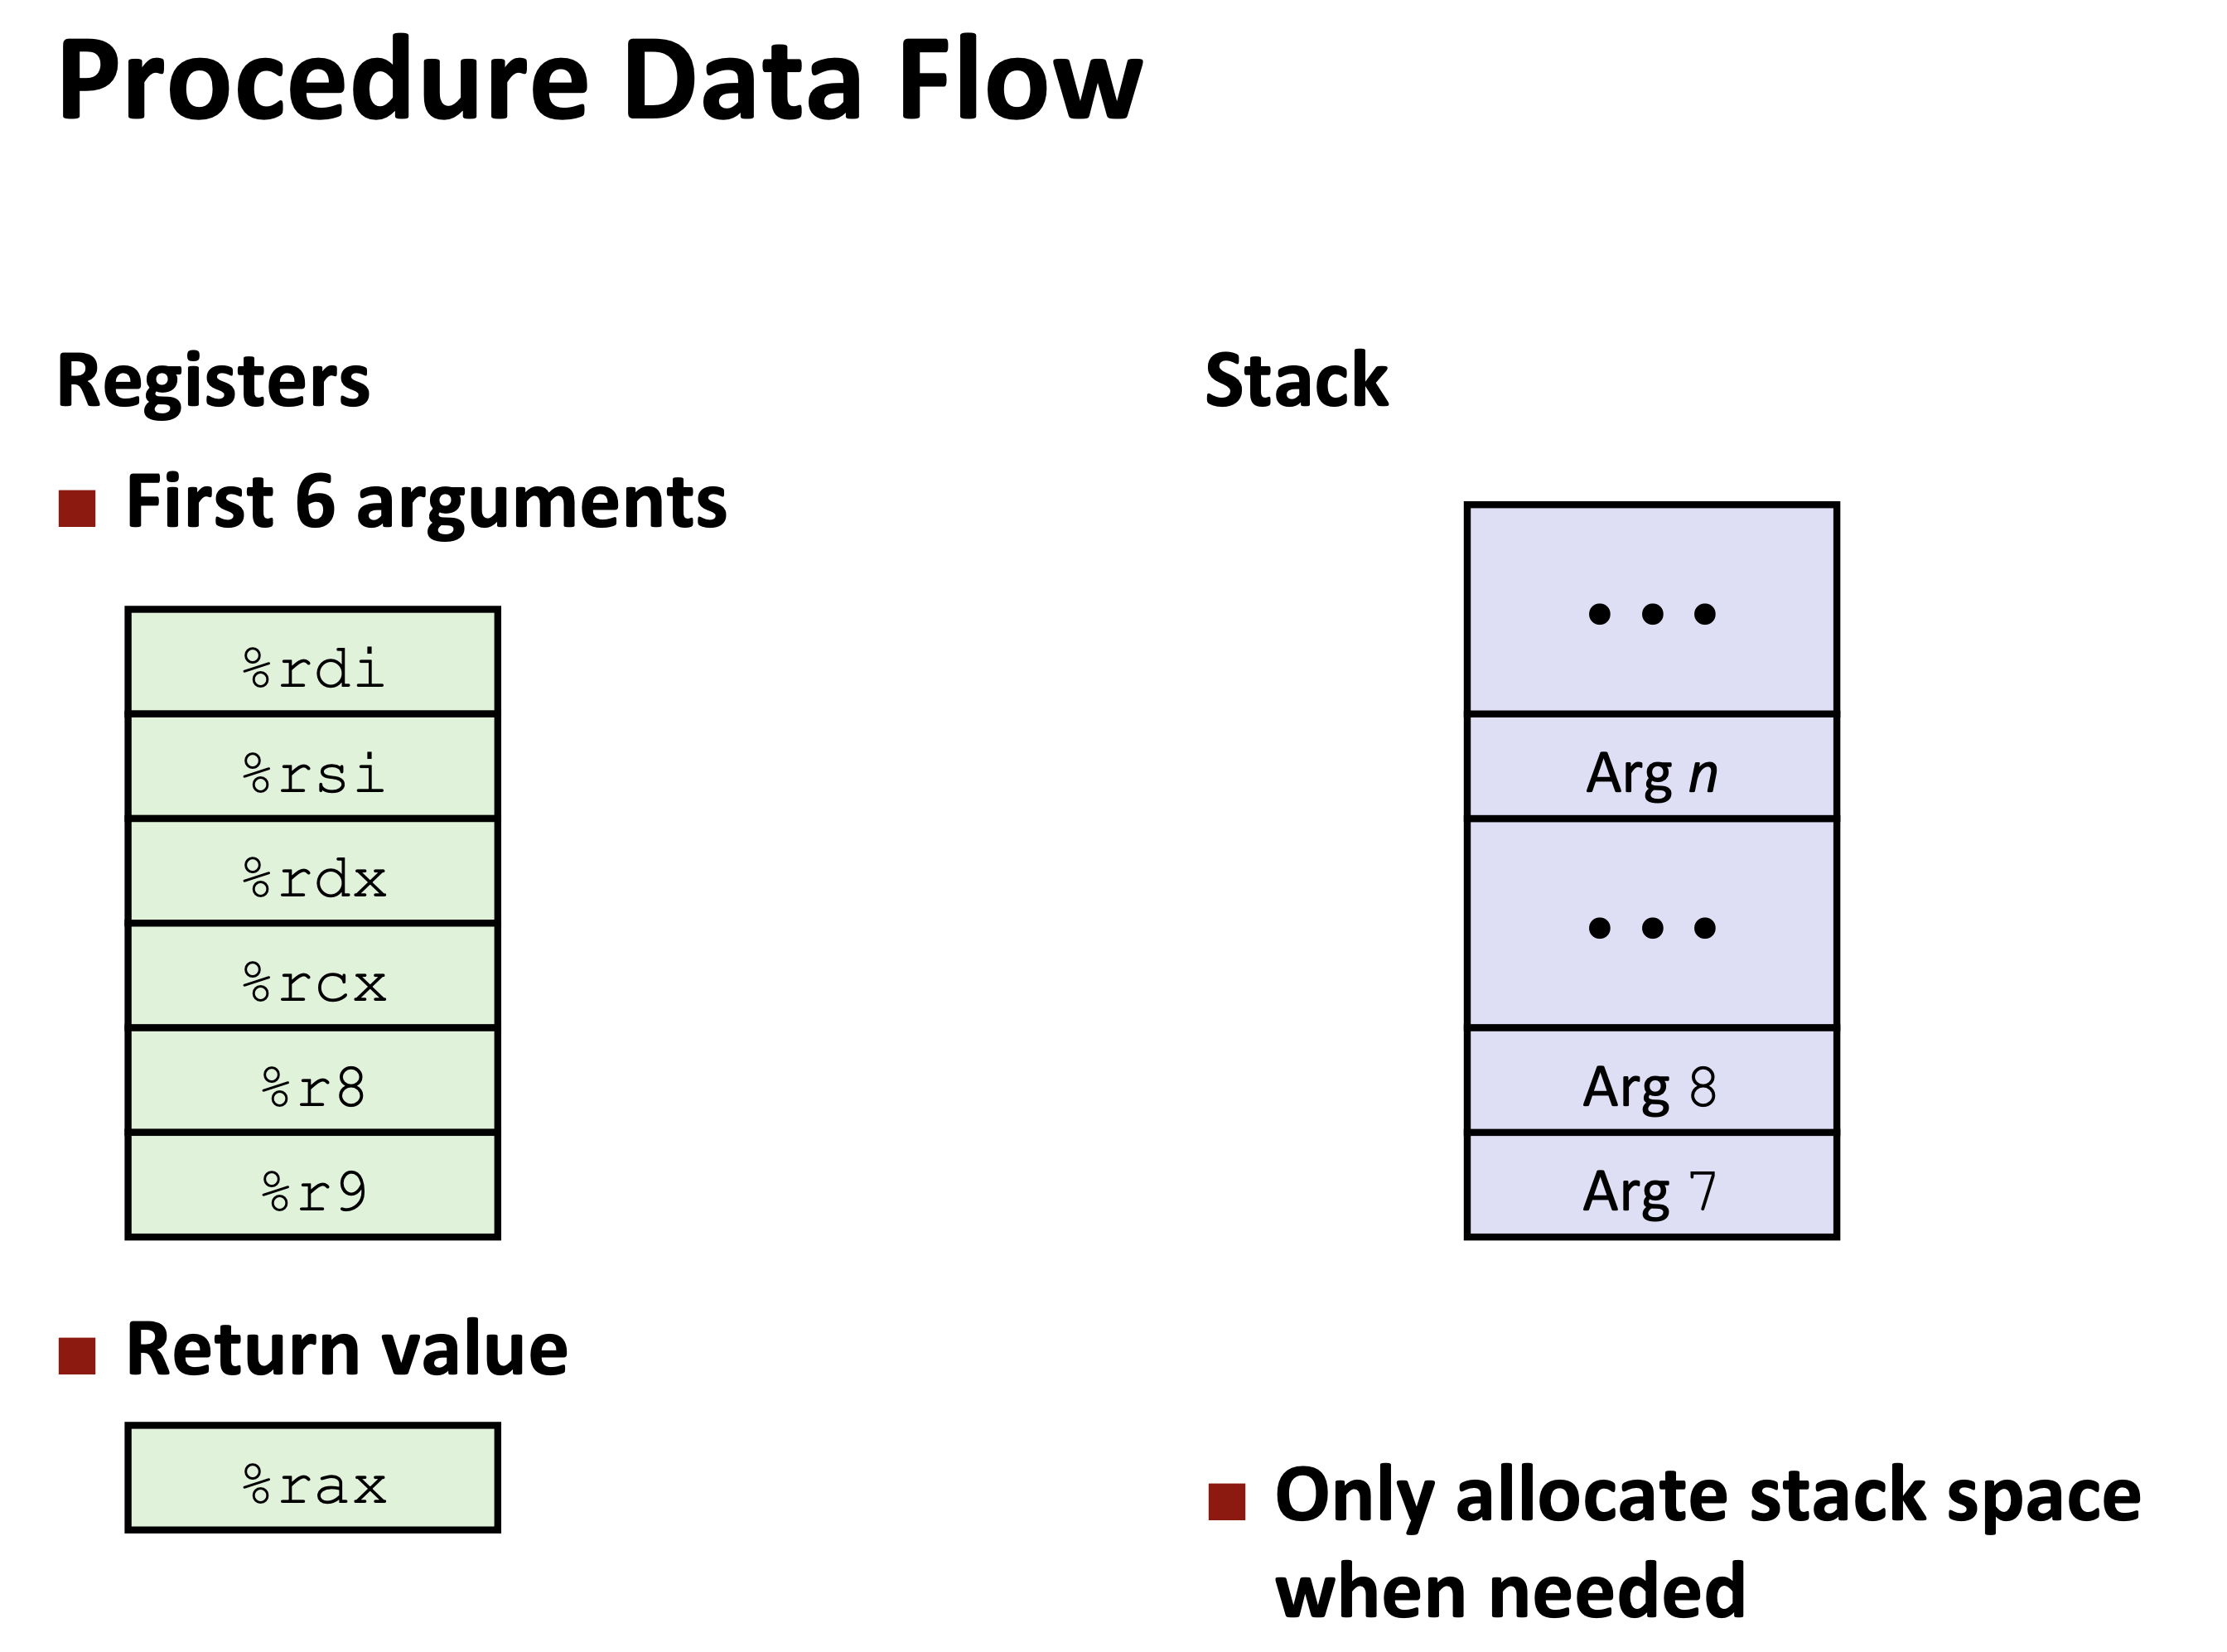 Procedure Data Flow
Registers
■ First 6 arguments
%rdi
%rsi
%rdx
%rcx
%r8
%r9
■ Return value
%rax
Stack
• • •
Arg n
• • •
Arg 8
Arg 7
■ Only allocate stack space
when needed